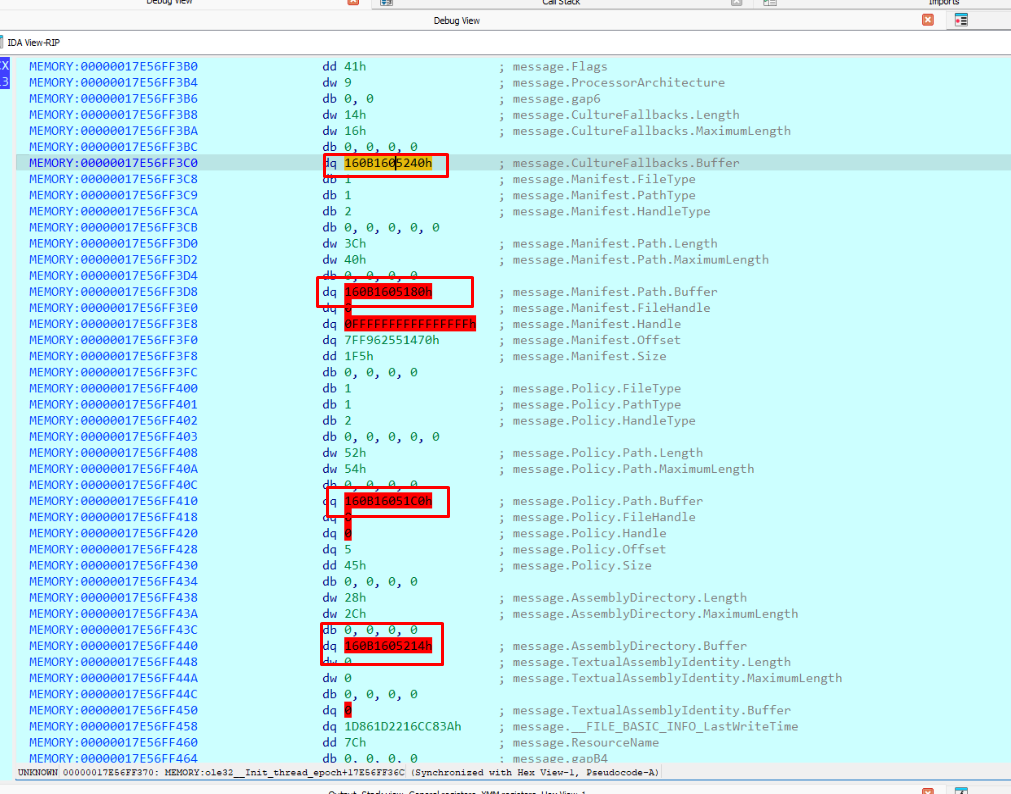 Debug View Call Stack Imports
Debug View
IDA View-RIP
MEMORY:00000017E56FF3B0 dd 41h ; message.Flags
MEMORY:00000017E56FF3B4 dw 9 ; message.ProcessorArchitecture
MEMORY:00000017E56FF3B6 db 0, 0 ; message.gap6
MEMORY:00000017E56FF3B8 dw 14h ; message.CultureFallbacks.Length
MEMORY:00000017E56FF3BA dw 16h ; message.CultureFallbacks.MaximumLength
MEMORY:00000017E56FF3BC db 0, 0, 0, 0
MEMORY:00000017E56FF3C0 dq 160B1605240h ; message.CultureFallbacks.Buffer
MEMORY:00000017E56FF3C8 db 1 ; message.Manifest.FileType
MEMORY:00000017E56FF3C9 db 1 ; message.Manifest.PathType
MEMORY:00000017E56FF3CA db 2 ; message.Manifest.HandleType
MEMORY:00000017E56FF3CB db 0, 0, 0, 0, 0
MEMORY:00000017E56FF3D0 dw 3Ch ; message.Manifest.Path.Length
MEMORY:00000017E56FF3D2 dw 40h ; message.Manifest.Path.MaximumLength
MEMORY:00000017E56FF3D4 db 0, 0, 0, 0
MEMORY:00000017E56FF3D8 dq 160B1605180h ; message.Manifest.Path.Buffer
MEMORY:00000017E56FF3E0 dq 0 ; message.Manifest.FileHandle
MEMORY:00000017E56FF3E8 dq 0FFFFFFFFFFFFFFFFh ; message.Manifest.Handle
MEMORY:00000017E56FF3F0 dq 7FF962551470h ; message.Manifest.Offset
MEMORY:00000017E56FF3F8 dd 1F5h ; message.Manifest.Size
MEMORY:00000017E56FF3FC db 0, 0, 0, 0
MEMORY:00000017E56FF400 db 1 ; message.Policy.FileType
MEMORY:00000017E56FF401 db 1 ; message.Policy.PathType
MEMORY:00000017E56FF402 db 2 ; message.Policy.HandleType
MEMORY:00000017E56FF403 db 0, 0, 0, 0, 0
MEMORY:00000017E56FF408 dw 52h ; message.Policy.Path.Length
MEMORY:00000017E56FF40A dw 54h ; message.Policy.Path.MaximumLength
MEMORY:00000017E56FF40C db 0, 0, 0, 0
MEMORY:00000017E56FF410 dq 160B16051C0h ; message.Policy.Path.Buffer
MEMORY:00000017E56FF418 dq 0 ; message.Policy.FileHandle
MEMORY:00000017E56FF420 dq 0 ; message.Policy.Handle
MEMORY:00000017E56FF428 dq 5 ; message.Policy.Offset
MEMORY:00000017E56FF430 dd 45h ; message.Policy.Size
MEMORY:00000017E56FF434 db 0, 0, 0, 0
MEMORY:00000017E56FF438 dw 28h ; message.AssemblyDirectory.Length
MEMORY:00000017E56FF43A dw 2Ch ; message.AssemblyDirectory.MaximumLength
MEMORY:00000017E56FF43C db 0, 0, 0, 0
MEMORY:00000017E56FF440 dq 160B1605214h ; message.AssemblyDirectory.Buffer
MEMORY:00000017E56FF448 dw 0 ; message.TextualAssemblyIdentity.Length
MEMORY:00000017E56FF44A dw 0 ; message.TextualAssemblyIdentity.MaximumLength
MEMORY:00000017E56FF44C db 0, 0, 0, 0
MEMORY:00000017E56FF450 dq 0 ; message.TextualAssemblyIdentity.Buffer
MEMORY:00000017E56FF458 dq 1D861D2216CC83Ah ; message.__FILE_BASIC_INFO_LastWriteTime
MEMORY:00000017E56FF460 dd 7Ch ; message.ResourceName
MEMORY:00000017E56FF464 db 0, 0, 0, 0 ; message.gapB4
UNKNOWN 00000017E56FF370: MEMORY:ole32__Init_thread_epoch+17E56FF36C (Synchronized with Hex View-1, Pseudocode-A)